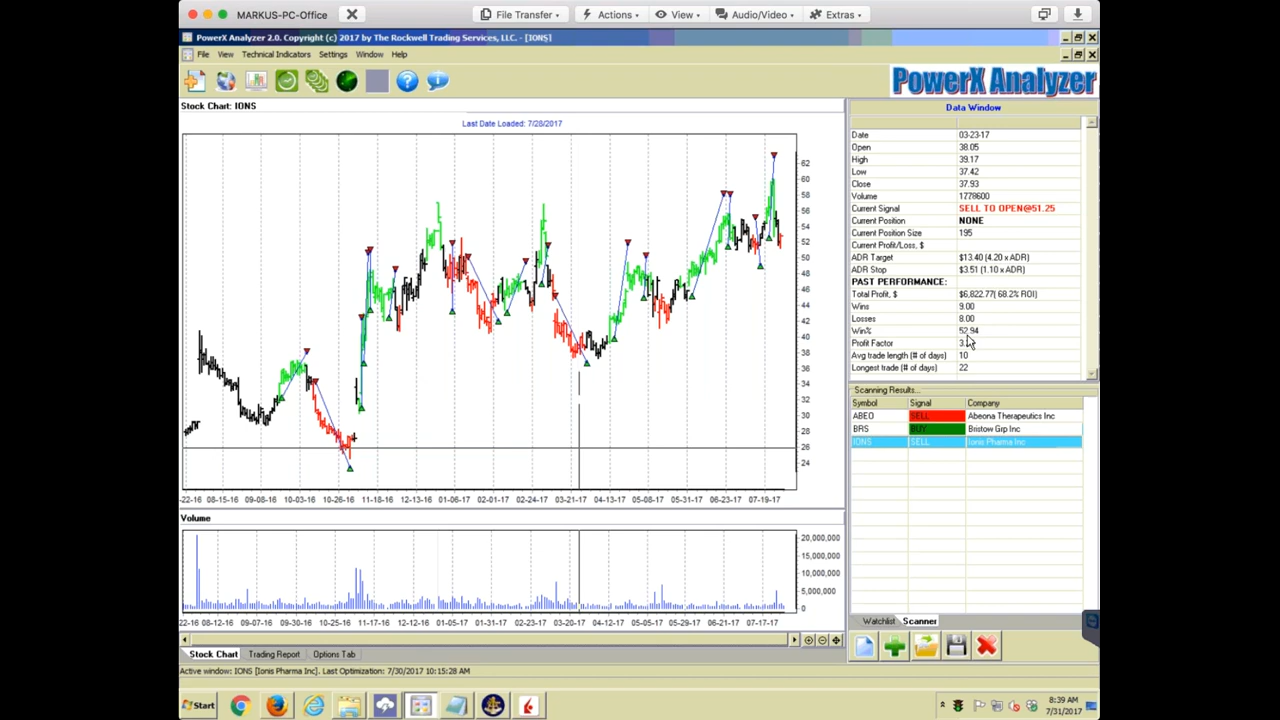 MARKUS-PC-Office
File Transfer
Actions
View
Audio/Video
Extras
PowerX Analyzer 2.0. Copyright (c) 2017 by The Rockwell Trading Services, LLC. - [IONS]
File View Technical Indicators Settings Window Help
PowerX Analyzer
Stock Chart: IONS
Last Date Loaded: 7/28/2017
62
58
56
54
52
50
48
46
44
42
40
38
36
34
32
30
28
26
24
-22-16 08-15-16 09-08-16 10-03-16 10-26-16 11-18-16 12-13-16 01-06-17 02-01-17 02-24-17 03-21-17 04-13-17 05-08-17 05-31-17 06-23-17 07-19-17
Volume
20,000,000
15,000,000
10,000,000
5,000,000
0
22-16 08-16-16 09-07-16 09-30-16 10-25-16 11-17-16 12-12-16 01-05-17 01-30-17 02-22-17 03-20-17 04-12-17 05-05-17 05-29-17 06-22-17 07-17-17
Stock Chart Trading Report Options Tab
Active window: IONS [Ionis Pharma Inc]. Last Optimization: 7/30/2017 10:15:28 AM
Data Window
Date 03-23-17
Open 38.05
High 39.17
Low 37.42
Close 37.93
Volume 1778600
Current Signal SELL TO OPEN@51.25
Current Position NONE
Current Position Size 195
Current Profit/Loss, $
ADR Target $13.40 (4.20 x ADR)
ADR Stop $3.51 (1.10 x ADR)
PAST PERFORMANCE:
Total Profit, $ $6,822.77( 68.2% ROI)
Wins 9.00
Losses 8.00
Win% 52.94
Profit Factor
Avg trade length (# of days) 10
Longest trade (# of days) 22
Scanning Results...
Symbol Signal Company
ABEO SELL Abeona Therapeutics Inc
BRS BUY Bristow Grp Inc
IONS SELL Ionis Pharma Inc
Watchlist Scanner
Start
8:39 AM
7/31/2017